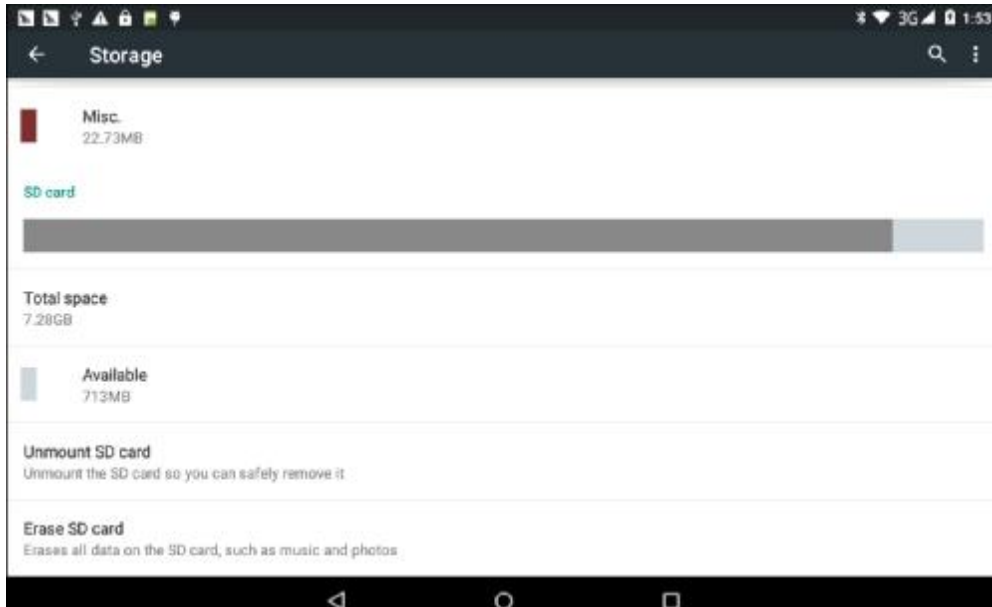 3G 1:53
Storage
Misc.
22.73MB
SD card
Total space
7.28GB
Available
713MB
Unmount SD card
Unmount the SD card so you can safely remove it
Erase SD card
Erases all data on the SD card, such as music and photos